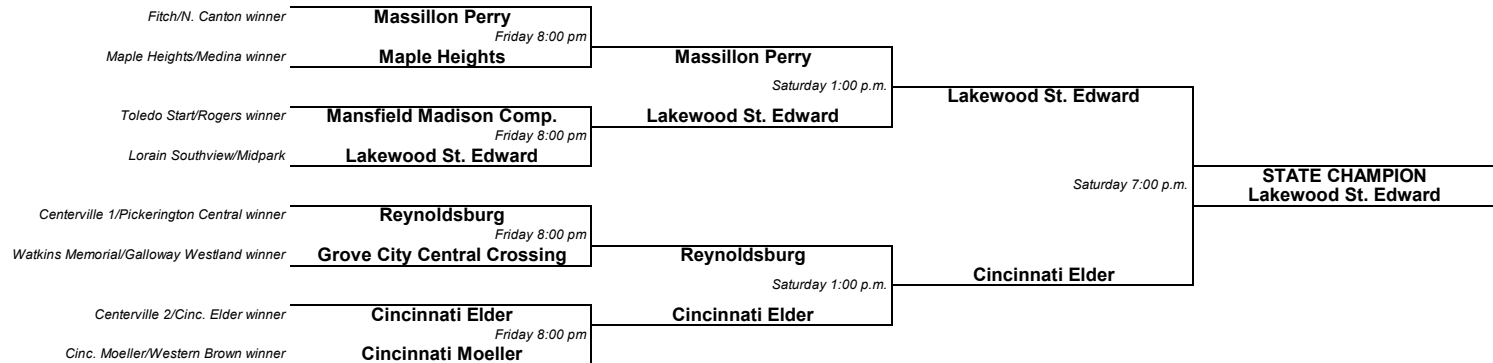 Fitch/N. Canton winner
Massillon Perry
Friday 8:00 pm
Maple Heights/Medina winner
Maple Heights
Massillon Perry
Saturday 1:00 p.m.
Lakewood St. Edward
Toledo Start/Rogers winner
Mansfield Madison Comp.
Lakewood St. Edward
Friday 8:00 pm
Lorain Southview/Midpark
Lakewood St. Edward
Saturday 7:00 p.m.
STATE CHAMPION
Lakewood St. Edward
Centerville 1/Pickerington Central winner
Reynoldsburg
Friday 8:00 pm
Watkins Memorial/Galloway Westland winner
Grove City Central Crossing
Reynoldsburg
Saturday 1:00 p.m.
Cincinnati Elder
Centerville 2/Cinc. Elder winner
Cincinnati Elder
Cincinnati Elder
Friday 8:00 pm
Cinc. Moeller/Western Brown winner
Cincinnati Moeller